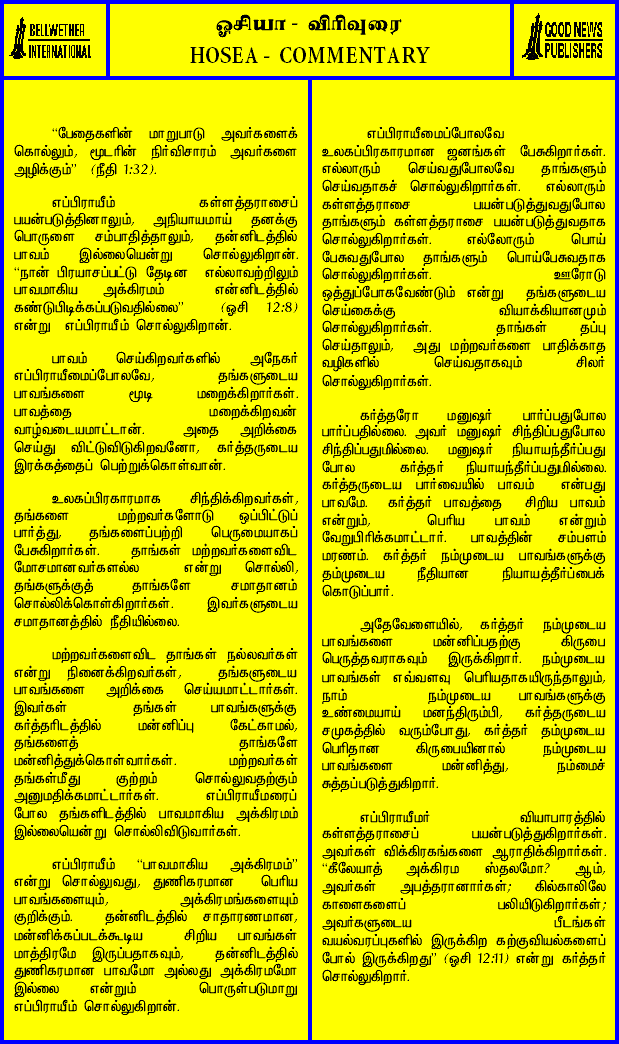 BELLWETHER
INTERNATIONAL
ஓசியா - விரிவுரை
HOSEA - COMMENTARY
GOOD NEWS
PUBLISHERS
“பேதைகளின் மாறுபாடு அவர்களைக்
கொல்லும், மூடரின் நிர்விசாரம் அவர்களை
அழிக்கும்” (நீதி 1:32).
எப்பிராயீம் கள்ளத்தராசைப்
பயன்படுத்தினாலும், அநியாயமாய் தனக்கு
பொருளை சம்பாதித்தாலும், தன்னிடத்தில்
பாவம் இல்லையென்று சொல்லுகிறான்.
“நான் பிரயாசப்பட்டு தேடின எல்லாவற்றிலும்
பாவமாகிய அக்கிரமம் என்னிடத்தில்
கண்டுபிடிக்கப்படுவதில்லை” (ஓசி 12:8)
என்று எப்பிராயீம் சொல்லுகிறான்.
பாவம் செய்கிறவர்களில் அநேகர்
எப்பிராயீமைப்போலவே, தங்களுடைய
பாவங்களை மூடி மறைக்கிறார்கள்.
பாவத்தை மறைக்கிறவன்
வாழ்வடையமாட்டான். அதை அறிக்கை
செய்து விட்டுவிடுகிறவனோ, கர்த்தருடைய
இரக்கத்தைப் பெற்றுக்கொள்வான்.
உலகப்பிரகாரமாக சிந்திக்கிறவர்கள்,
தங்களை மற்றவர்களோடு ஒப்பிட்டுப்
பார்த்து, தங்களைப்பற்றி பெருமையாகப்
பேசுகிறார்கள். தாங்கள் மற்றவர்களைவிட
மோசமானவர்களல்ல என்று சொல்லி,
தங்களுக்குத் தாங்களே சமாதானம்
சொல்லிக்கொள்கிறார்கள். இவர்களுடைய
சமாதானத்தில் நீதியில்லை.
மற்றவர்களைவிட தாங்கள் நல்லவர்கள்
என்று நினைக்கிறவர்கள், தங்களுடைய
பாவங்களை அறிக்கை செய்யமாட்டார்கள்.
இவர்கள் தங்கள் பாவங்களுக்கு
கர்த்தரிடத்தில் மன்னிப்பு கேட்காமல்,
தங்களைத் தாங்களே
மன்னித்துக்கொள்வார்கள். மற்றவர்கள்
தங்கள்மீது குற்றம் சொல்லுவதற்கும்
அனுமதிக்கமாட்டார்கள். எப்பிராயீமரைப்
போல தங்களிடத்தில் பாவமாகிய அக்கிரமம்
இல்லையென்று சொல்லிவிடுவார்கள்.
எப்பிராயீம் “பாவமாகிய அக்கிரமம்”
என்று சொல்லுவது, துணிகரமான பெரிய
பாவங்களையும், அக்கிரமங்களையும்
குறிக்கும். தன்னிடத்தில் சாதாரணமான,
மன்னிக்கப்படக்கூடிய சிறிய பாவங்கள்
மாத்திரமே இருப்பதாகவும், தன்னிடத்தில்
துணிகரமான பாவமோ அல்லது அக்கிரமமோ
இல்லை என்றும் பொருள்படுமாறு
எப்பிராயீம் சொல்லுகிறான்.
எப்பிராயீமைப்போலவே
உலகப்பிரகாரமான ஜனங்கள் பேசுகிறார்கள்.
எல்லாரும் செய்வதுபோலவே தாங்களும்
செய்வதாகச் சொல்லுகிறார்கள். எல்லாரும்
கள்ளத்தராசை பயன்படுத்துவதுபோல
தாங்களும் கள்ளத்தராசை பயன்படுத்துவதாக
சொல்லுகிறார்கள். எல்லோரும் பொய்
பேசுவதுபோல தாங்களும் பொய்பேசுவதாக
சொல்லுகிறார்கள். ஊரோடு
ஒத்துப்போகவேண்டும் என்று தங்களுடைய
செய்கைக்கு வியாக்கியானமும்
சொல்லுகிறார்கள். தாங்கள் தப்பு
செய்தாலும், அது மற்றவர்களை பாதிக்காத
வழிகளில் செய்வதாகவும் சிலர்
சொல்லுகிறார்கள்.
கர்த்தரோ மனுஷர் பார்ப்பதுபோல
பார்ப்பதில்லை. அவர் மனுஷர் சிந்திப்பதுபோல
சிந்திப்பதுமில்லை. மனுஷர் நியாயந்தீர்ப்பது
போல கர்த்தர் நியாயந்தீர்ப்பதுமில்லை.
கர்த்தருடைய பார்வையில் பாவம் என்பது
பாவமே. கர்த்தர் பாவத்தை சிறிய பாவம்
என்றும், பெரிய பாவம் என்றும்
வேறுபிரிக்கமாட்டார். பாவத்தின் சம்பளம்
மரணம். கர்த்தர் நம்முடைய பாவங்களுக்கு
தம்முடைய நீதியான நியாயத்தீர்ப்பைக்
கொடுப்பார்.
அதேவேளையில், கர்த்தர் நம்முடைய
பாவங்களை மன்னிப்பதற்கு கிருபை
பெருத்தவராகவும் இருக்கிறார். நம்முடைய
பாவங்கள் எவ்வளவு பெரியதாகயிருந்தாலும்,
நாம் நம்முடைய பாவங்களுக்கு
உண்மையாய் மனந்திரும்பி, கர்த்தருடைய
சமுகத்தில் வரும்போது, கர்த்தர் தம்முடைய
பெரிதான கிருபையினால் நம்முடைய
பாவங்களை மன்னித்து, நம்மைச்
சுத்தப்படுத்துகிறார்.
எப்பிராயீமர் வியாபாரத்தில்
கள்ளத்தராசைப் பயன்படுத்துகிறார்கள்.
அவர்கள் விக்கிரகங்களை ஆராதிக்கிறார்கள்.
“கீலேயாத் அக்கிரம ஸ்தலமோ? ஆம்,
அவர்கள் அபத்தரானார்கள்; கில்காலிலே
காளைகளைப் பலியிடுகிறார்கள்;
அவர்களுடைய பீடங்கள்
வயல்வரப்புகளில் இருக்கிற கற்குவியல்களைப்
போல் இருக்கிறது” (ஓசி 12:11) என்று கர்த்தர்
சொல்லுகிறார்.